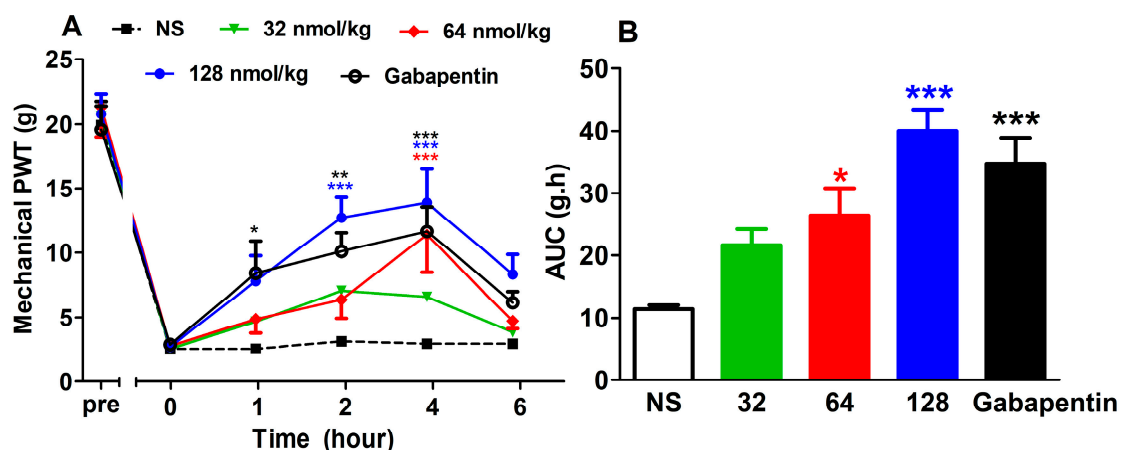 A
NS
32 nmol/kg
64 nmol/kg
128 nmol/kg
Gabapentin
Mechanical PWT (g)
25
20
15
10
5
0
*
**
***
***
***
***
pre
0
1
2
4
6
Time (hour)
B
AUC (g.h)
50
40
30
20
10
0
*
***
***
NS
32
64
128
Gabapentin